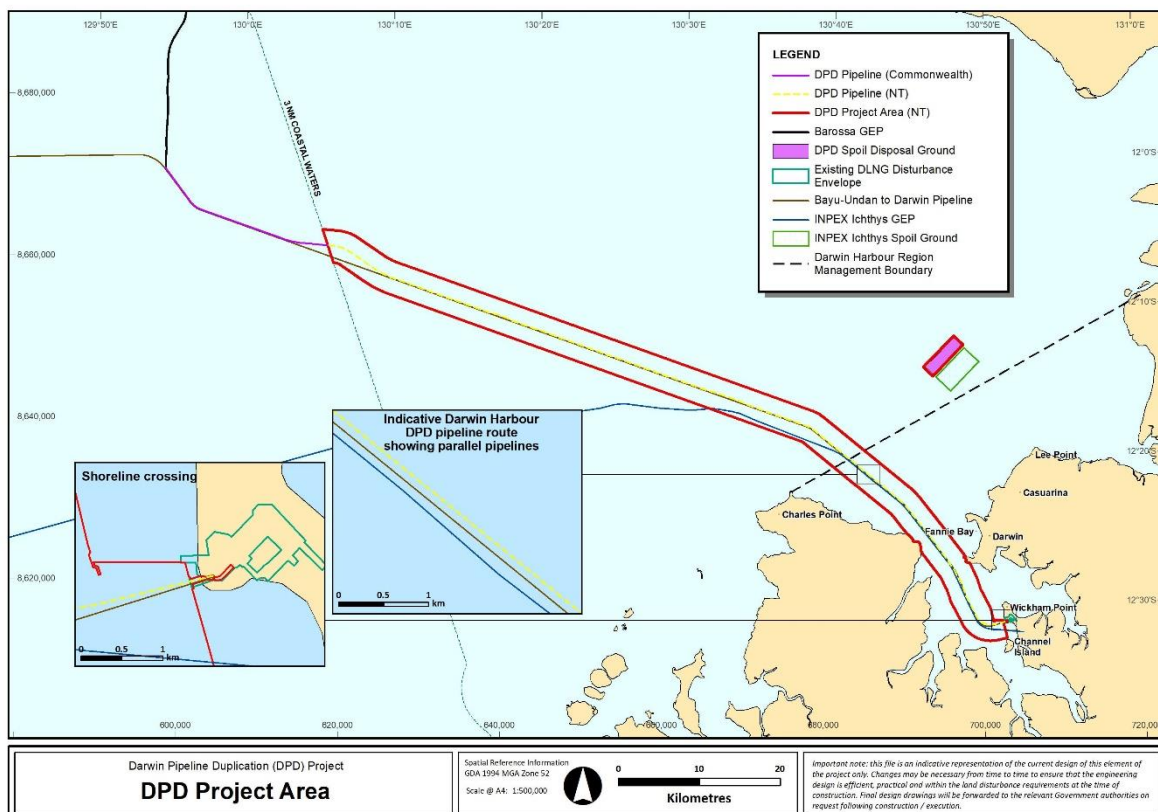 129°50'
130°0'E
130°10'E
130°20'E
130°30'E
130°40'E
130°50'E
131°0'E
8,680,000
8,660,000
8,640,000
8,620,000
12°0'S
12°10'S
12°20'S
12°30'S
3 NM COASTAL WATERS
LEGEND
DPD Pipeline (Commonwealth)
DPD Pipeline (NT)
DPD Project Area (NT)
Barossa GEP
DPD Spoil Disposal Ground
Existing DLNG Disturbance
Envelope
Bayu-Undan to Darwin Pipeline
INPEX Ichthys GEP
INPEX Ichthys Spoil Ground
Darwin Harbour Region
Management Boundary
Indicative Darwin Harbour
DPD pipeline route
showing parallel pipelines
0 0.5 1
km
Shoreline crossing
0 0.5 1
km
Lee Point
Casuarina
Charles Point
Fannie Bay
Darwin
Wickham Point
Channel
Island
600,000
620,000
640,000
660,000
680,000
700,000
720,000
Darwin Pipeline Duplication (DPD) Project
DPD Project Area
Spatial Reference Information
GDA 1994 MGA Zone 52
Scale @ A4: 1:500,000
0 10 20
Kilometres
Important note: this file is an indicative representation of the current design of this element of
the project only. Changes may be necessary from time to time to ensure that the engineering
design is efficient, practical and within the land disturbance requirements at the time of
construction. Final design drawings will be forwarded to the relevant Government authorities on
request following construction / execution.